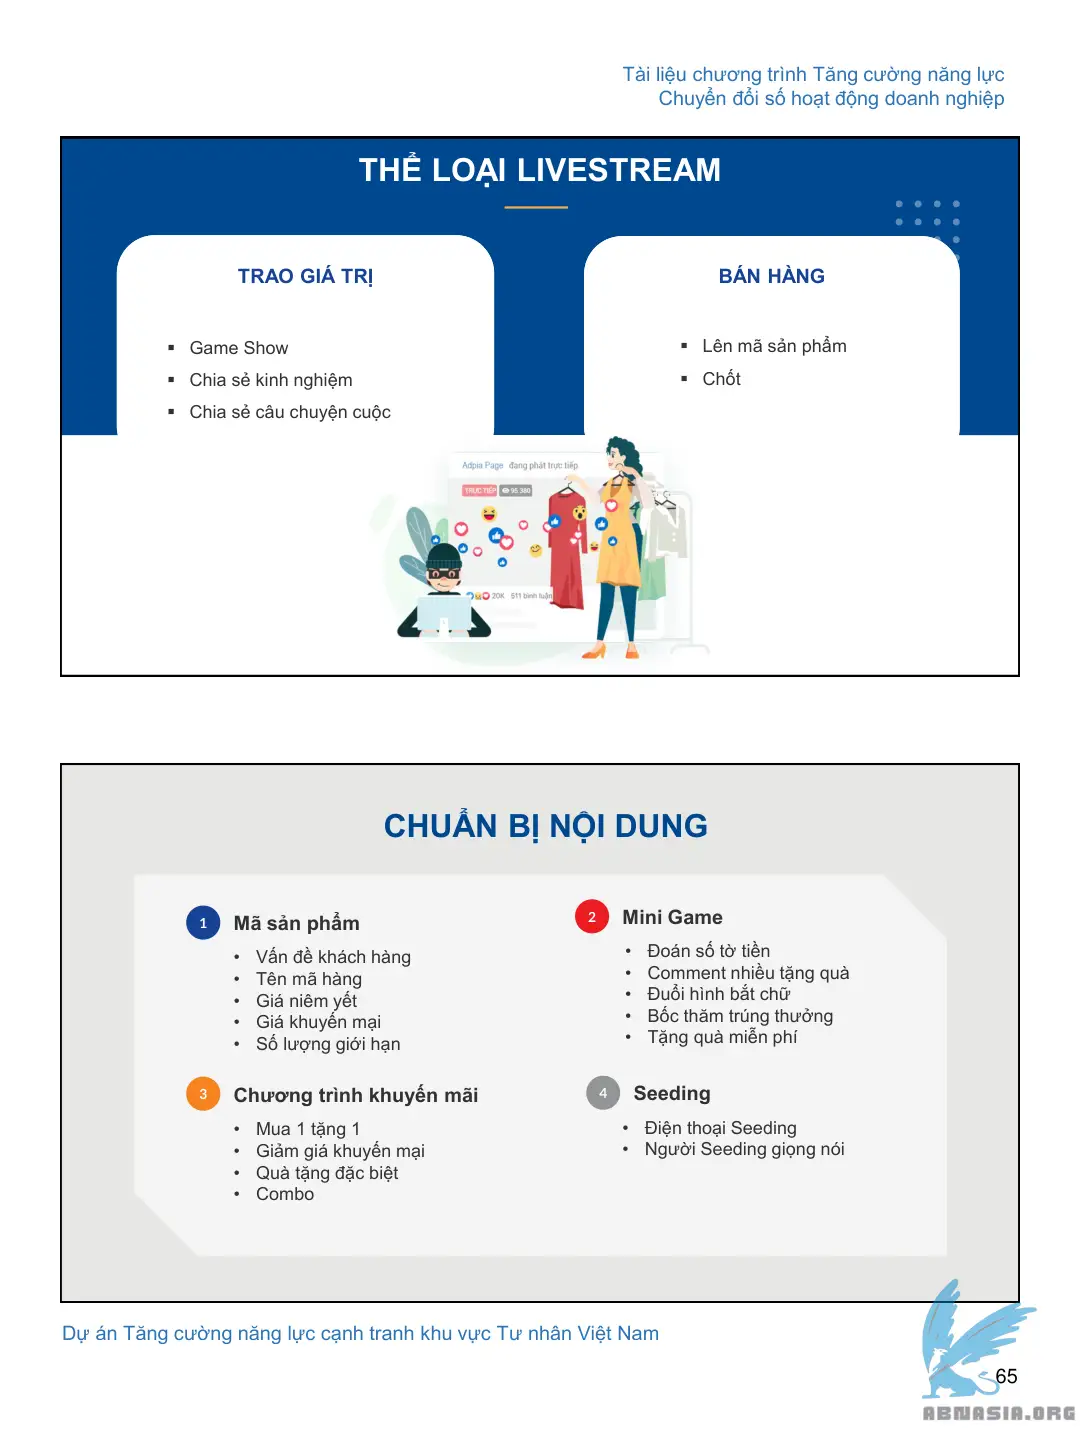 Tài liệu chương trình Tăng cường năng lực
Chuyển đổi số hoạt động doanh nghiệp
THỂ LOẠI LIVESTREAM
TRAO GIÁ TRỊ
▪ Game Show
▪ Chia sẻ kinh nghiệm
▪ Chia sẻ câu chuyện cuộc
BÁN HÀNG
▪ Lên mã sản phẩm
▪ Chốt
Adpia Page đang phát trực tiếp
TRỰC TIẾP 95.380
20K 511 bình luận
CHUẨN BỊ NỘI DUNG
1 Mã sản phẩm
• Vấn đề khách hàng
• Tên mã hàng
• Giá niêm yết
• Giá khuyến mại
• Số lượng giới hạn
2 Mini Game
• Đoán số tờ tiền
• Comment nhiều tặng quà
• Đuổi hình bắt chữ
• Bốc thăm trúng thưởng
• Tặng quà miễn phí
3 Chương trình khuyến mãi
• Mua 1 tặng 1
• Giảm giá khuyến mại
• Quà tặng đặc biệt
• Combo
4 Seeding
• Điện thoại Seeding
• Người Seeding giọng nói
Dự án Tăng cường năng lực cạnh tranh khu vực Tư nhân Việt Nam
65
ABNASIA.ORG